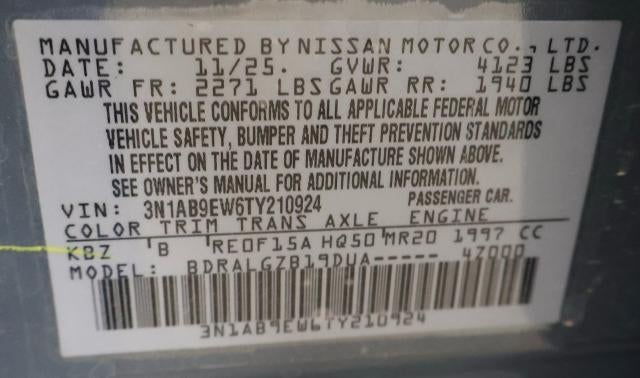 MANUFACTURED BY NISSAN MOTOR CO., LTD.
DATE: 11/25. GVWR: 4123 LBS
GAWR FR: 2271 LBS GAWR RR: 1940 LBS
THIS VEHICLE CONFORMS TO ALL APPLICABLE FEDERAL MOTOR
VEHICLE SAFETY, BUMPER AND THEFT PREVENTION STANDARDS
IN EFFECT ON THE DATE OF MANUFACTURE SHOWN ABOVE.
SEE OWNER'S MANUAL FOR ADDITIONAL INFORMATION.
VIN: 3N1AB9EW6TY210924 PASSENGER CAR.
COLOR TRIM TRANS AXLE ENGINE
KBZ B RE0F15A HQ50 MR20 1997 CC
MODEL: BDRALGZB19DUA----- 4Z000
3N1AB9EW6TY210924